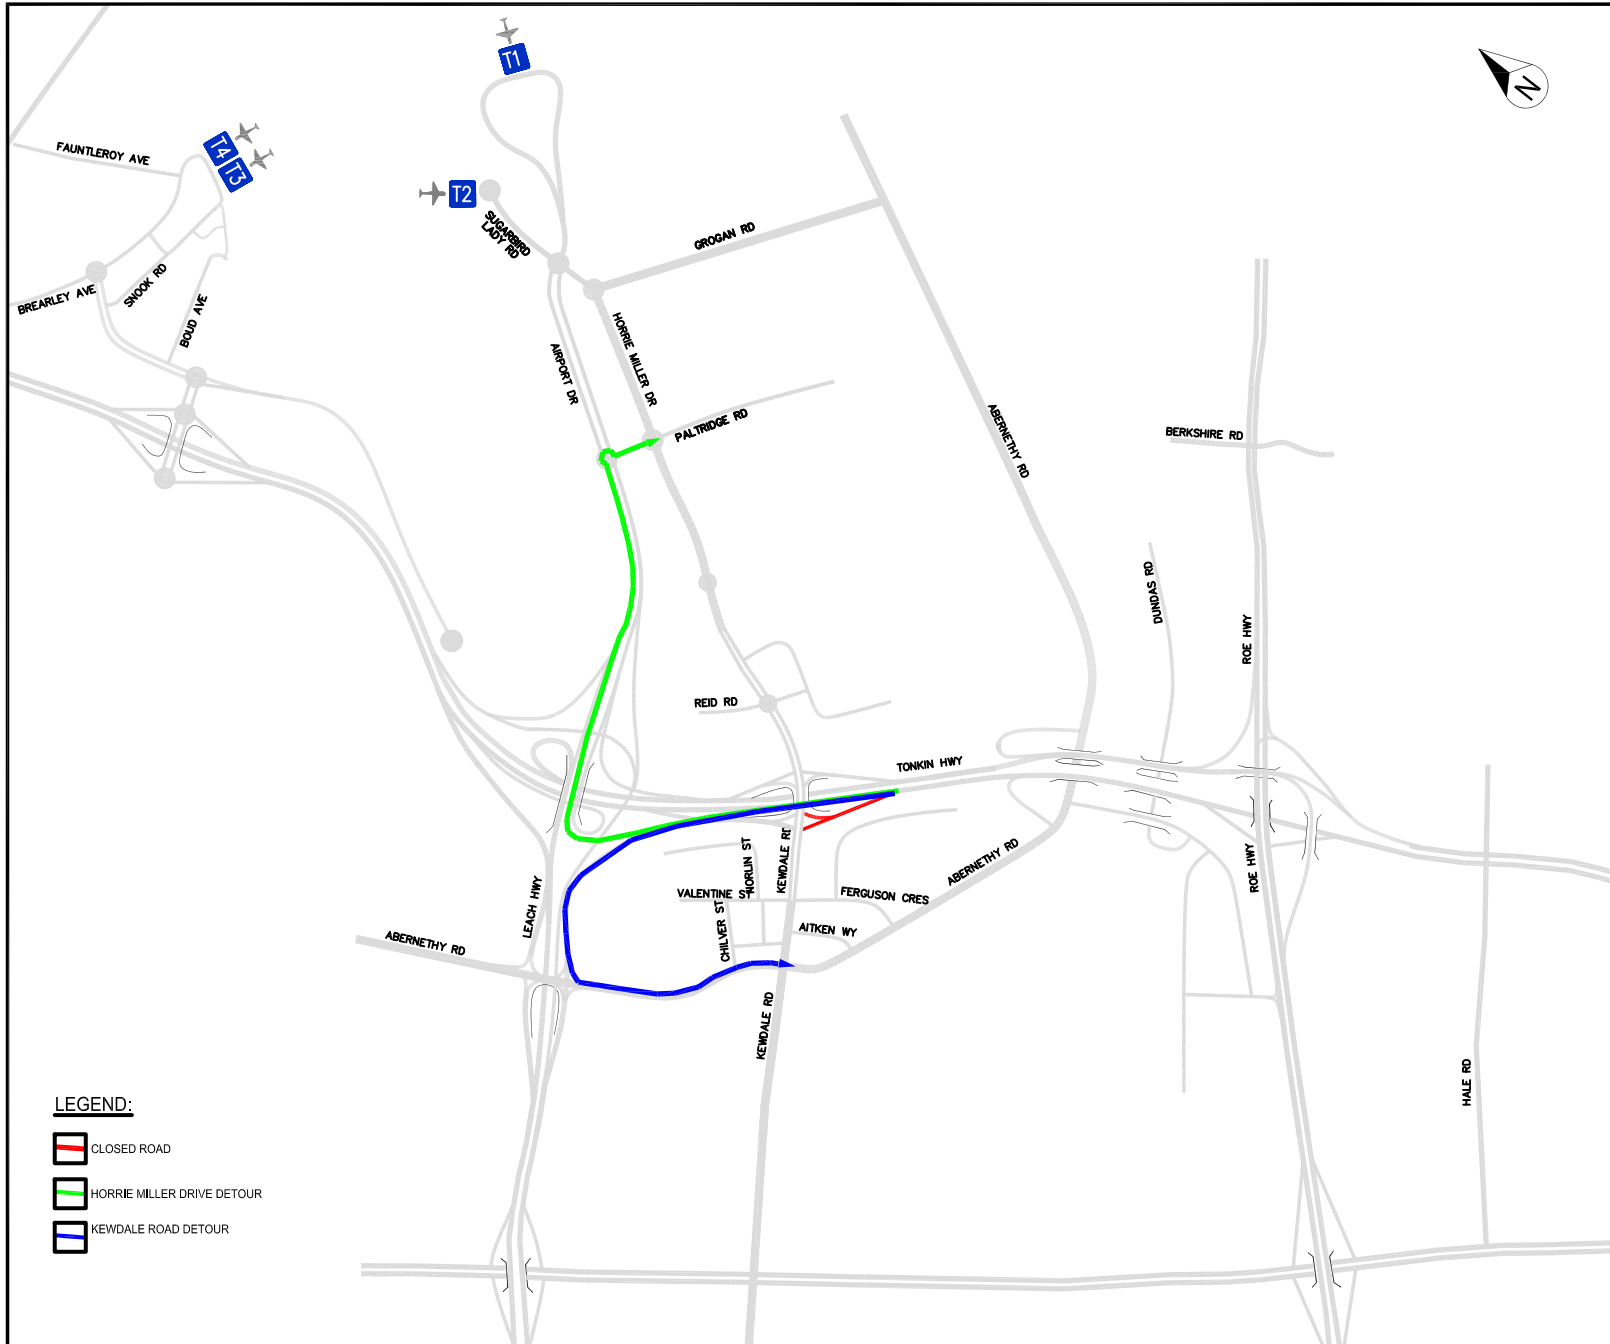 T1
N
FAUNTLEROY AVE
T4
T3
T2
SUGARBIRD
LADY RD
GROGAN RD
BREARLEY AVE
SNOOK RD
BOUD AVE
AIRPORT DR
HORRIE MILLER DR
PALTRIDGE RD
ABERNETHY RD
BERKSHIRE RD
DUNDAS RD
ROE HWY
REID RD
TONKIN HWY
NORLIN ST
KEWDALE RD
ABERNETHY RD
ROE HWY
VALENTINE ST
FERGUSON CRES
LEACH HWY
CHILVER ST
AITKEN WY
ABERNETHY RD
KEWDALE RD
HALE RD
LEGEND:
CLOSED ROAD
HORRIE MILLER DRIVE DETOUR
KEWDALE ROAD DETOUR